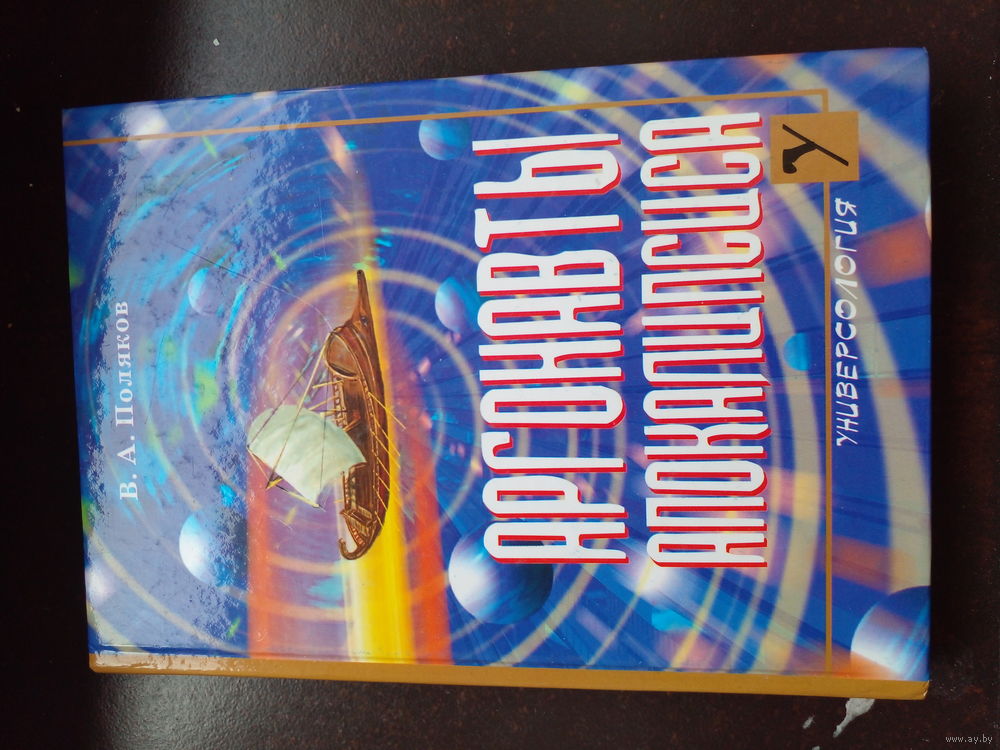 В. А. Поляков
АРГОНАВТЫ
АПОКАЛИПСИСА
У
УНИВЕРСОЛОГИЯ
www.ay.by